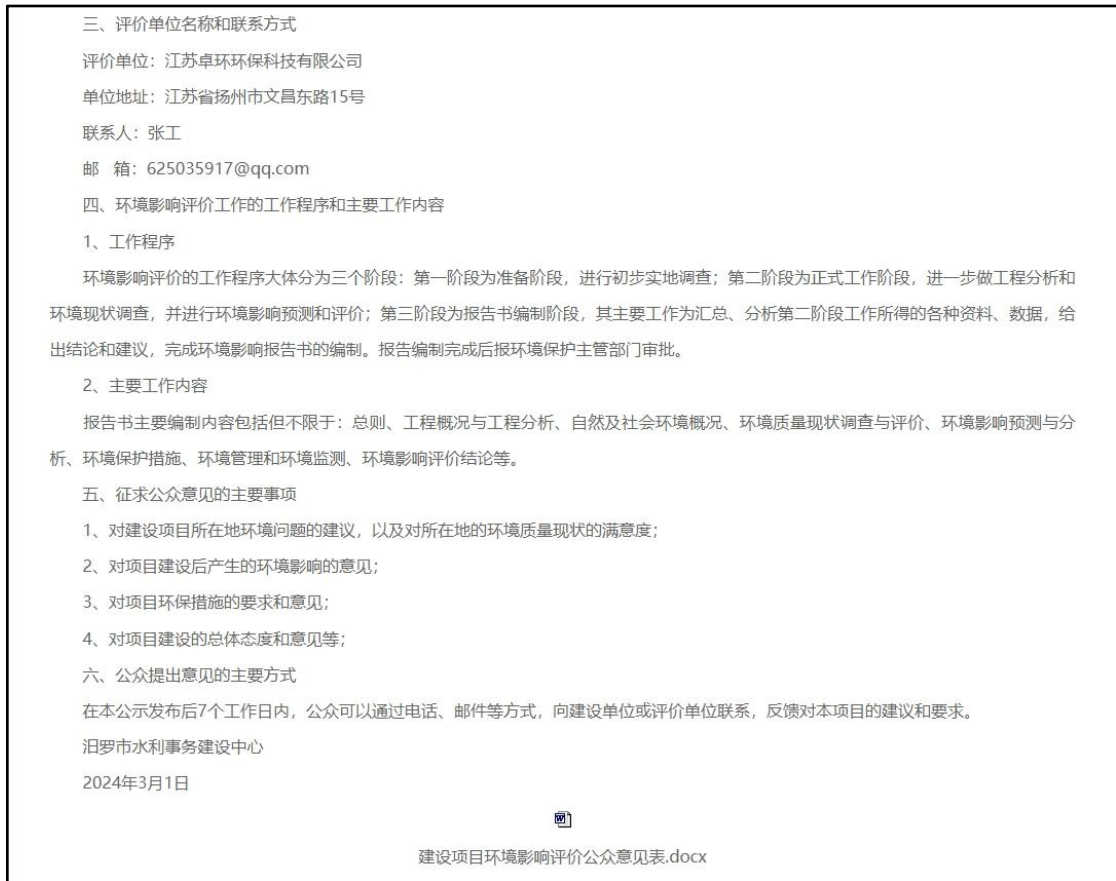 三、评价单位名称和联系方式
评价单位：江苏卓环环保科技有限公司
单位地址：江苏省扬州市文昌东路15号
联系人：张工
邮 箱：625035917@qq.com
四、环境影响评价工作的工作程序和主要工作内容
1、工作程序
环境影响评价的工作程序大体分为三个阶段：第一阶段为准备阶段，进行初步实地调查；第二阶段为正式工作阶段，进一步做工程分析和
环境现状调查，并进行环境影响预测和评价；第三阶段为报告书编制阶段，其主要工作为汇总、分析第二阶段工作所得的各种资料、数据，给
出结论和建议，完成环境影响报告书的编制。报告编制完成后报环境保护主管部门审批。
2、主要工作内容
报告书主要编制内容包括但不限于：总则、工程概况与工程分析、自然及社会环境概况、环境质量现状调查与评价、环境影响预测与分
析、环境保护措施、环境管理和环境监测、环境影响评价结论等。
五、征求公众意见的主要事项
1、对建设项目所在地环境问题的建议，以及对所在地的环境质量现状的满意度；
2、对项目建设后产生的环境影响的意见；
3、对项目环保措施的要求和意见；
4、对项目建设的总体态度和意见等；
六、公众提出意见的主要方式
在本公示发布后7个工作日内，公众可以通过电话、邮件等方式，向建设单位或评价单位联系，反馈对本项目的建议和要求。
汨罗市水利事务建设中心
2024年3月1日
建设项目环境影响评价公众意见表.docx